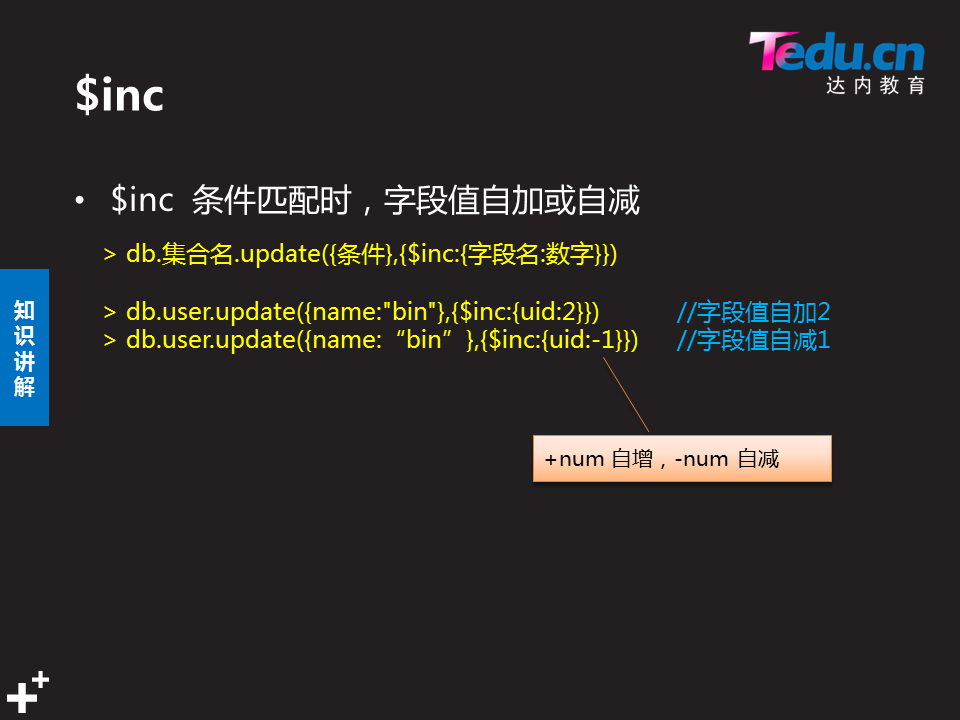 Tedu.cn
达内教育
$inc
• $inc 条件匹配时，字段值自加或自减
> db.集合名.update({条件},{$inc:{字段名:数字}})
> db.user.update({name:"bin"},{$inc:{uid:2}}) //字段值自加2
> db.user.update({name:“bin”},{$inc:{uid:-1}}) //字段值自减1
知识讲解
+num 自增，-num 自减